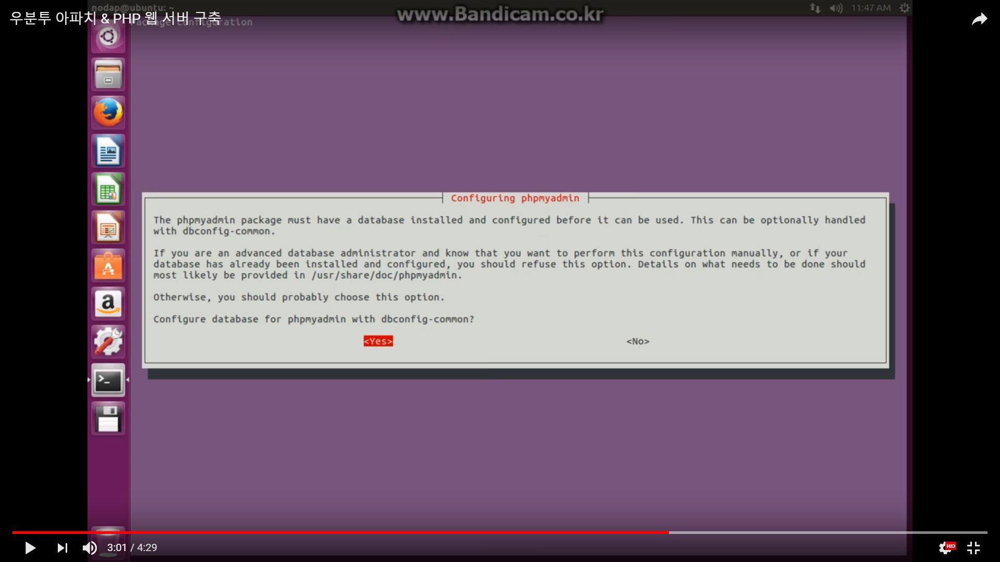 nodap@ubuntu: ~
www.Bandicam.co.kr
11:47 AM
우분투 아파치 & PHP 웹 서버 구축
Package configuration
Configuring phpmyadmin
The phpmyadmin package must have a database installed and configured before it can be used. This can be optionally handled
with dbconfig-common.
If you are an advanced database administrator and know that you want to perform this configuration manually, or if your
database has already been installed and configured, you should refuse this option. Details on what needs to be done should
most likely be provided in /usr/share/doc/phpmyadmin.
Otherwise, you should probably choose this option.
Configure database for phpmyadmin with dbconfig-common?
<Yes> <No>
3:01 / 4:29
HD